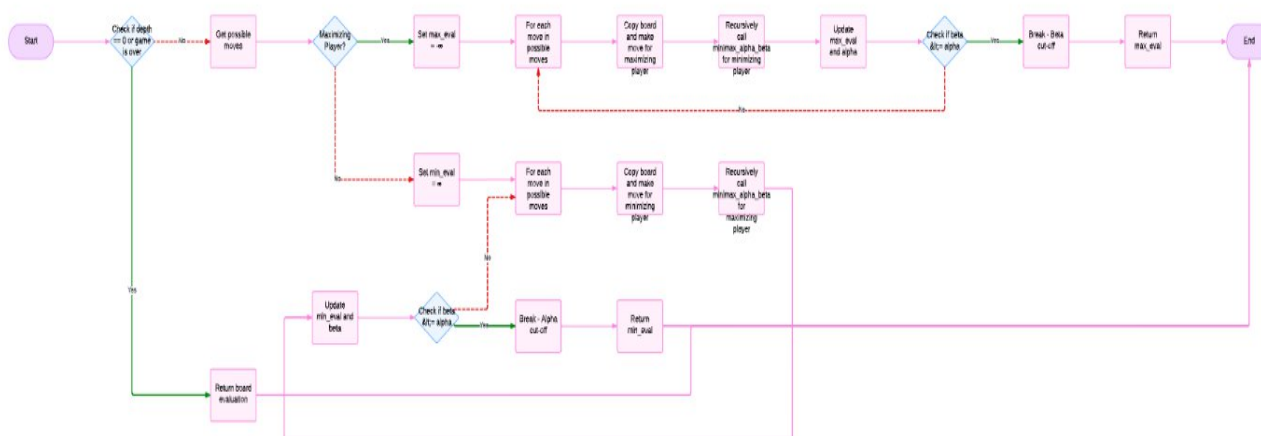 Start
Check if depth
== 0 or game
is over
No
Get possible
moves
Maximizing
Player?
Yes
Set max_eval
= -∞
For each
move in
possible
moves
Copy board
and make
move for
maximizing
player
Recursively
call
minimax_alpha_beta
for minimizing
player
Update
max_eval
and alpha
Check if beta
&lt;= alpha
Yes
Break - Beta
cut-off
Return
max_eval
End
No
No
Set min_eval
= ∞
For each
move in
possible
moves
Copy board
and make
move for
minimizing
player
Recursively
call
minimax_alpha_beta
for
maximizing
player
No
Yes
Update
min_eval and
beta
Check if beta
&lt;= alpha
Yes
Break - Alpha
cut-off
Return
min_eval
Return board
evaluation